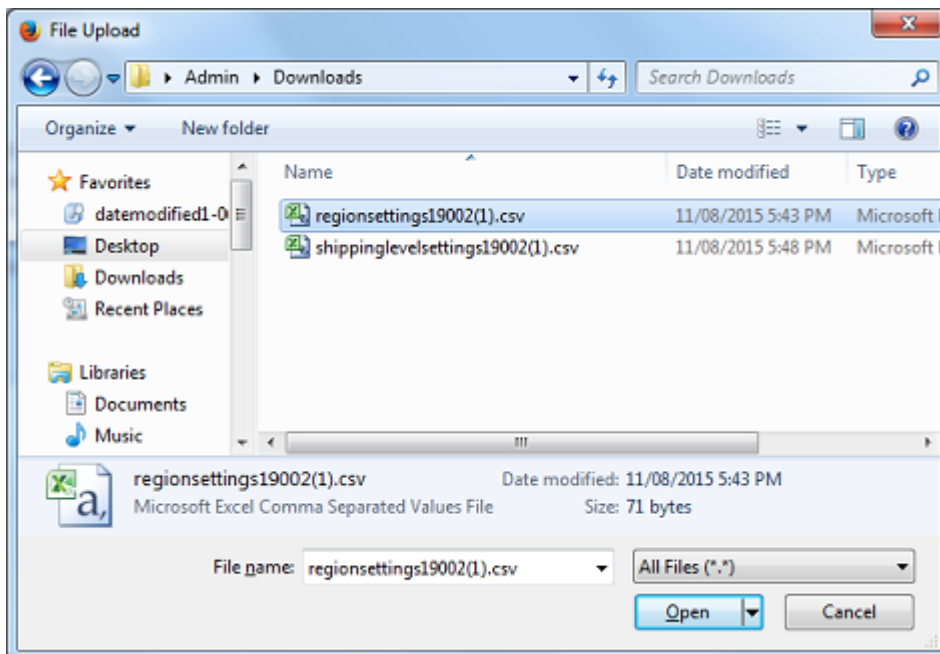 File Upload
Admin Downloads
Search Downloads
Organize New folder
Name Date modified Type
Favorites
datemodified1-0
Desktop
Downloads
Recent Places
Libraries
Documents
Music
regionsettings19002(1).csv 11/08/2015 5:43 PM Microsoft
shippinglevelsettings19002(1).csv 11/08/2015 5:48 PM Microsoft
regionsettings19002(1).csv Date modified: 11/08/2015 5:43 PM
Microsoft Excel Comma Separated Values File Size: 71 bytes
File name: regionsettings19002(1).csv All Files (*.*)
Open Cancel